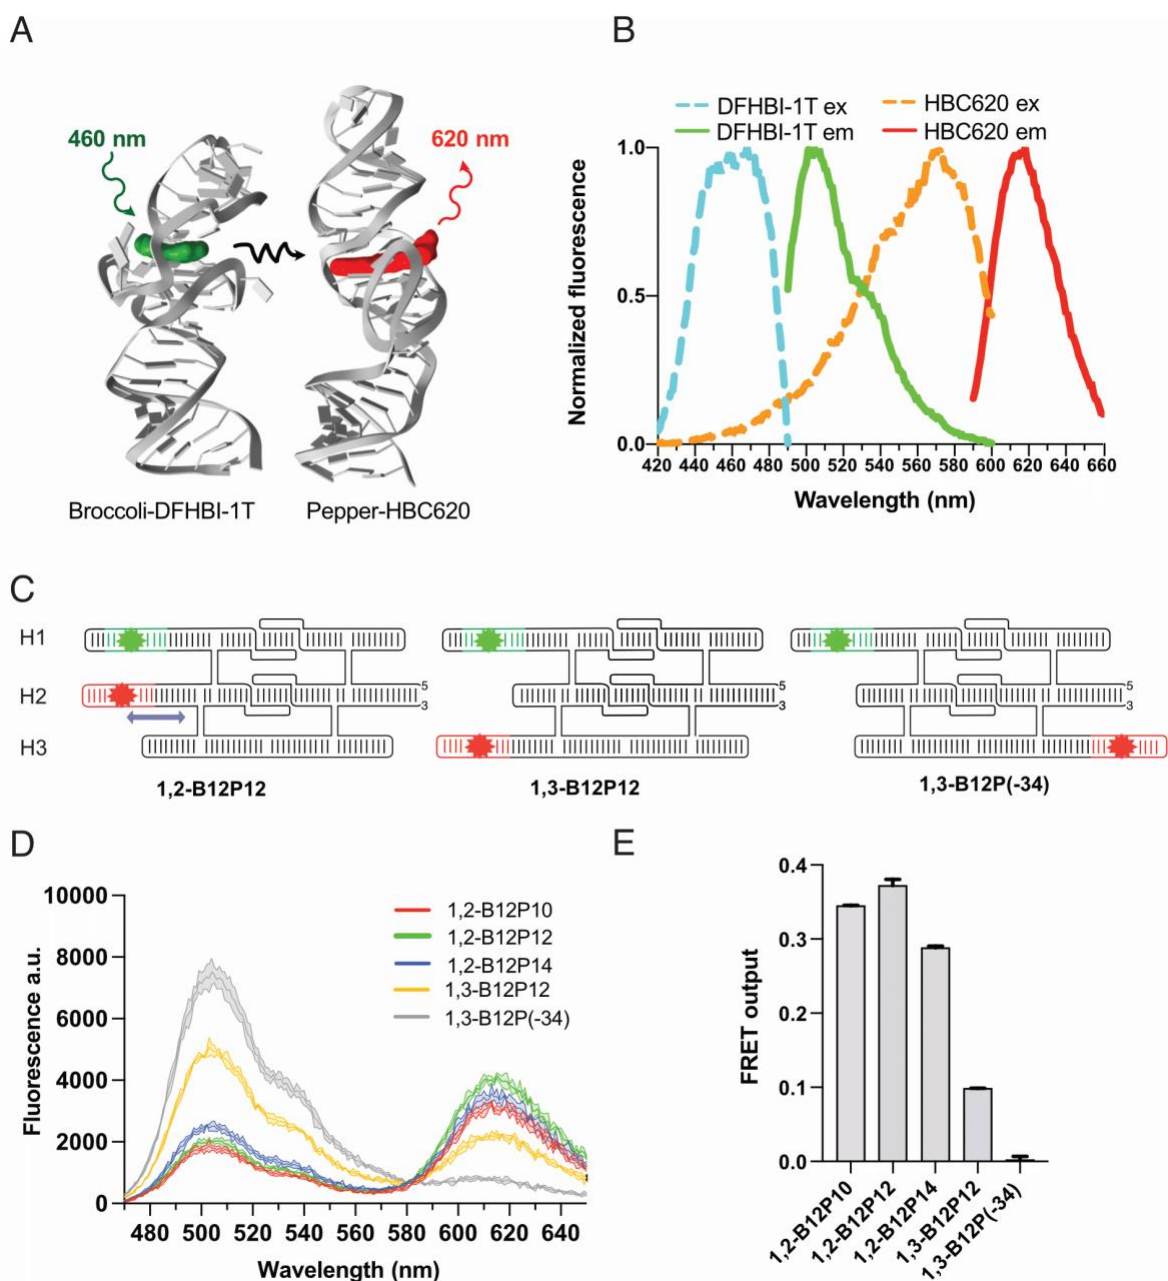 A
460 nm
620 nm
Broccoli-DFHBI-1T
Pepper-HBC620
B
DFHBI-1T ex
HBC620 ex
DFHBI-1T em
HBC620 em
Normalized fluorescence
1.0
0.5
0.0
420 440 460 480 500 520 540 560 580 600 620 640 660
Wavelength (nm)
C
H1
H2
H3
5
3
1,2-B12P12
5
3
1,3-B12P12
5
3
1,3-B12P(-34)
D
Fluorescence a.u.
10000
8000
6000
4000
2000
0
480 500 520 540 560 580 600 620 640
Wavelength (nm)
1,2-B12P10
1,2-B12P12
1,2-B12P14
1,3-B12P12
1,3-B12P(-34)
E
FRET output
0.4
0.3
0.2
0.1
0.0
1,2-B12P10
1,2-B12P12
1,2-B12P14
1,3-B12P12
1,3-B12P(-34)